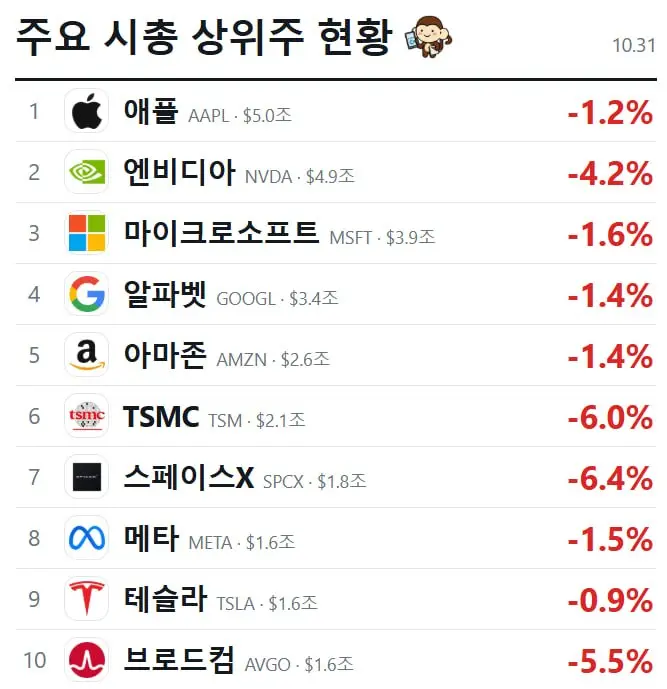 주요 시총 상위주 현황
10.31
1 애플 AAPL · $5.0조 -1.2%
2 엔비디아 NVDA · $4.9조 -4.2%
3 마이크로소프트 MSFT · $3.9조 -1.6%
4 알파벳 GOOGL · $3.4조 -1.4%
5 아마존 AMZN · $2.6조 -1.4%
6 tsmc TSMC TSM · $2.1조 -6.0%
7 스페이스X SPCX · $1.8조 -6.4%
8 메타 META · $1.6조 -1.5%
9 테슬라 TSLA · $1.6조 -0.9%
10 브로드컴 AVGO · $1.6조 -5.5%